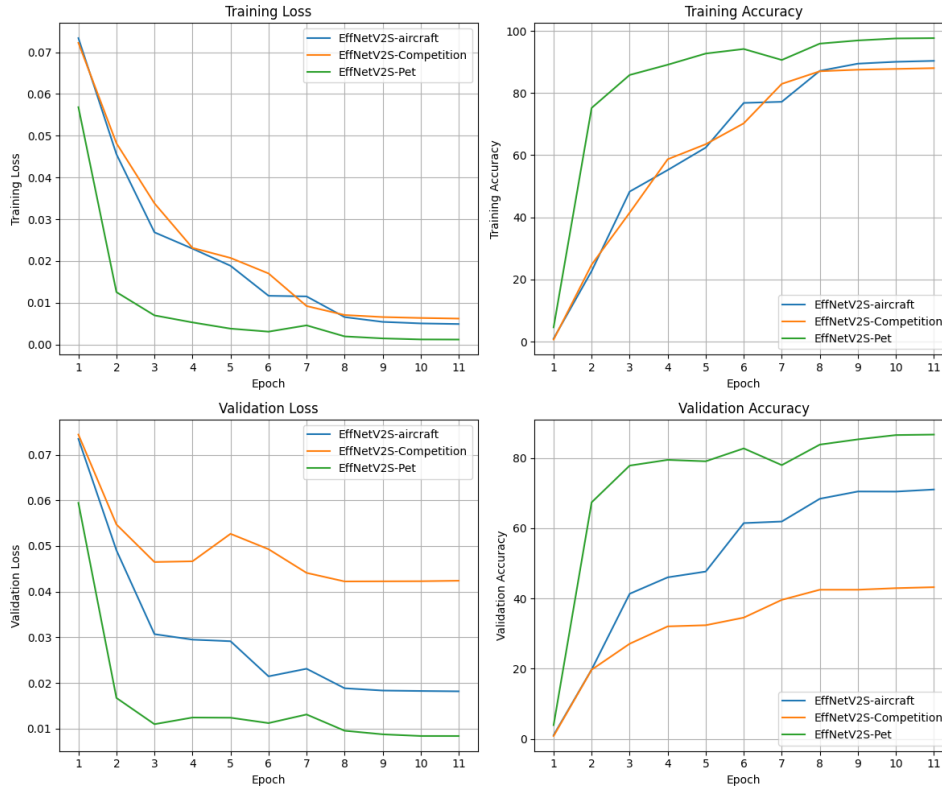 Training Loss
Training Loss
0.07
0.06
0.05
0.04
0.03
0.02
0.01
0.00
EffNetV2S-aircraft
EffNetV2S-Competition
EffNetV2S-Pet
1 2 3 4 5 6 7 8 9 10 11
Epoch
Training Accuracy
Training Accuracy
100
80
60
40
20
0
EffNetV2S-aircraft
EffNetV2S-Competition
EffNetV2S-Pet
1 2 3 4 5 6 7 8 9 10 11
Epoch
Validation Loss
Validation Loss
0.07
0.06
0.05
0.04
0.03
0.02
0.01
EffNetV2S-aircraft
EffNetV2S-Competition
EffNetV2S-Pet
1 2 3 4 5 6 7 8 9 10 11
Epoch
Validation Accuracy
Validation Accuracy
80
60
40
20
0
EffNetV2S-aircraft
EffNetV2S-Competition
EffNetV2S-Pet
1 2 3 4 5 6 7 8 9 10 11
Epoch